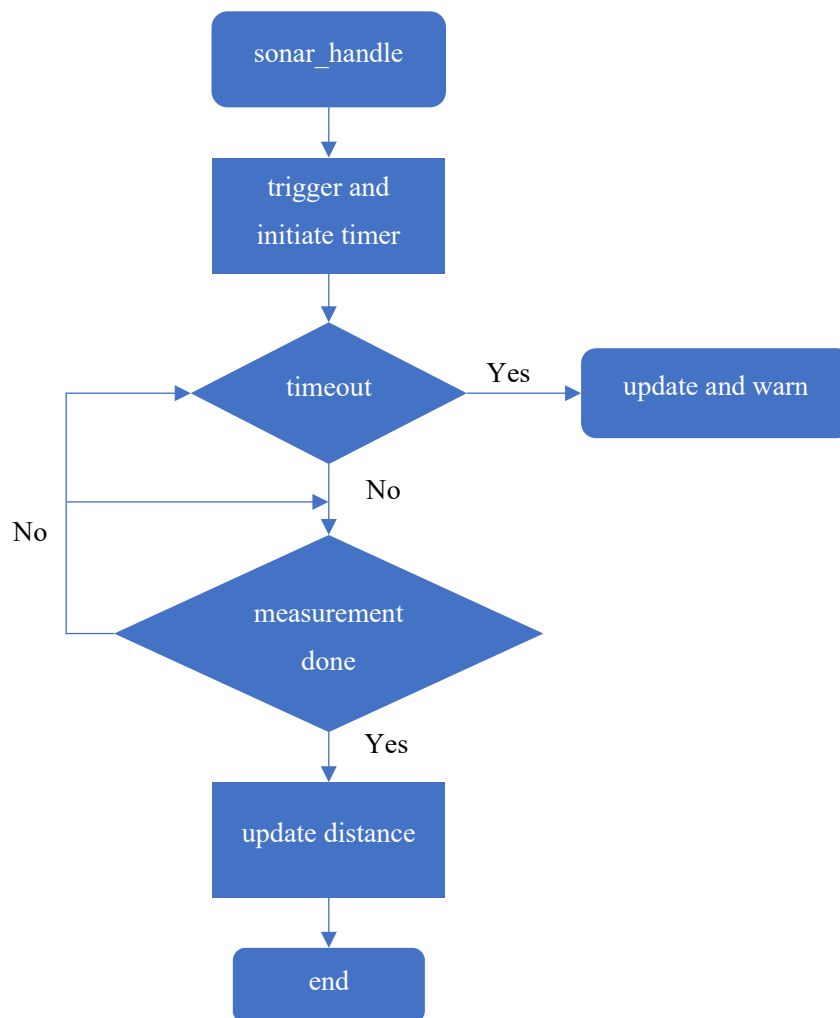 sonar_handle
trigger and
initiate timer
timeout
Yes
update and warn
No
No
measurement
done
Yes
update distance
end